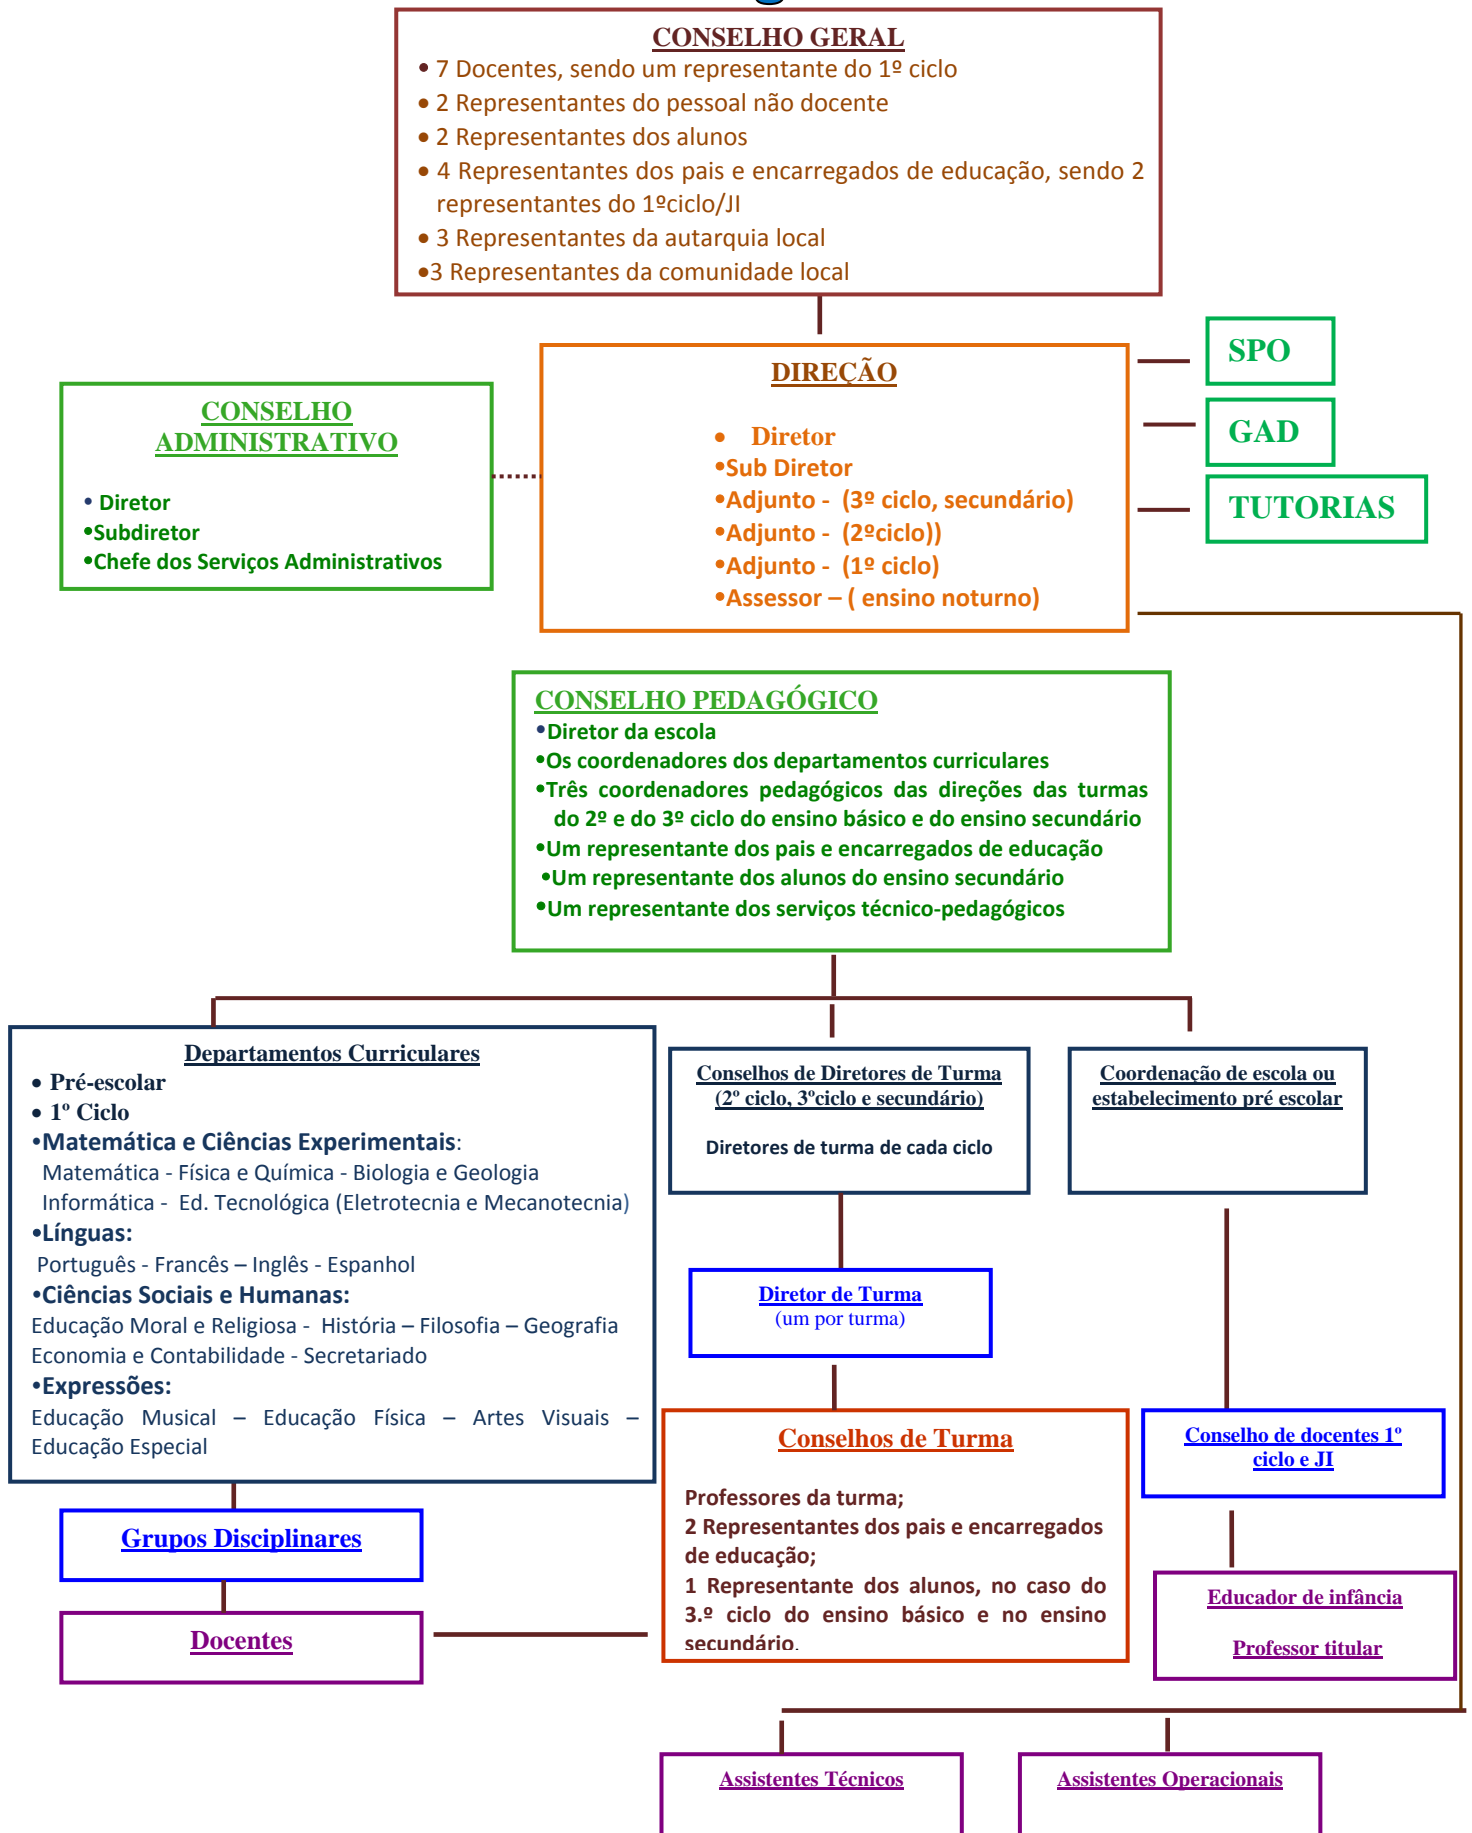 CONSELHO GERAL
• 7 Docentes, sendo um representante do 1º ciclo
• 2 Representantes do pessoal não docente
• 2 Representantes dos alunos
• 4 Representantes dos pais e encarregados de educação, sendo 2
representantes do 1ºciclo/JI
• 3 Representantes da autarquia local
•3 Representantes da comunidade local
SPO
DIREÇÃO
CONSELHO
ADMINISTRATIVO
GAD
• Diretor
•Sub Diretor
•Adjunto - (3º ciclo, secundário)
•Adjunto - (2ºciclo))
•Adjunto - (1º ciclo)
•Assessor – ( ensino noturno)
TUTORIAS
• Diretor
•Subdiretor
•Chefe dos Serviços Administrativos
CONSELHO PEDAGÓGICO
•Diretor da escola
•Os coordenadores dos departamentos curriculares
•Três coordenadores pedagógicos das direções das turmas
do 2º e do 3º ciclo do ensino básico e do ensino secundário
•Um representante dos pais e encarregados de educação
•Um representante dos alunos do ensino secundário
•Um representante dos serviços técnico-pedagógicos
Departamentos Curriculares
• Pré-escolar
• 1º Ciclo
•Matemática e Ciências Experimentais:
Matemática - Física e Química - Biologia e Geologia
Informática - Ed. Tecnológica (Eletrotecnia e Mecanotecnia)
•Línguas:
Português - Francês – Inglês - Espanhol
•Ciências Sociais e Humanas:
Educação Moral e Religiosa - História – Filosofia – Geografia
Economia e Contabilidade - Secretariado
•Expressões:
Educação Musical – Educação Física – Artes Visuais –
Educação Especial
Conselhos de Diretores de Turma
(2º ciclo, 3ºciclo e secundário)
Diretores de turma de cada ciclo
Coordenação de escola ou
estabelecimento pré escolar
Diretor de Turma
(um por turma)
Conselhos de Turma
Professores da turma;
2 Representantes dos pais e encarregados
de educação;
1 Representante dos alunos, no caso do
3.º ciclo do ensino básico e no ensino
secundário.
Conselho de docentes 1º
ciclo e JI
Grupos Disciplinares
Docentes
Educador de infância
Professor titular
Assistentes Técnicos
Assistentes Operacionais